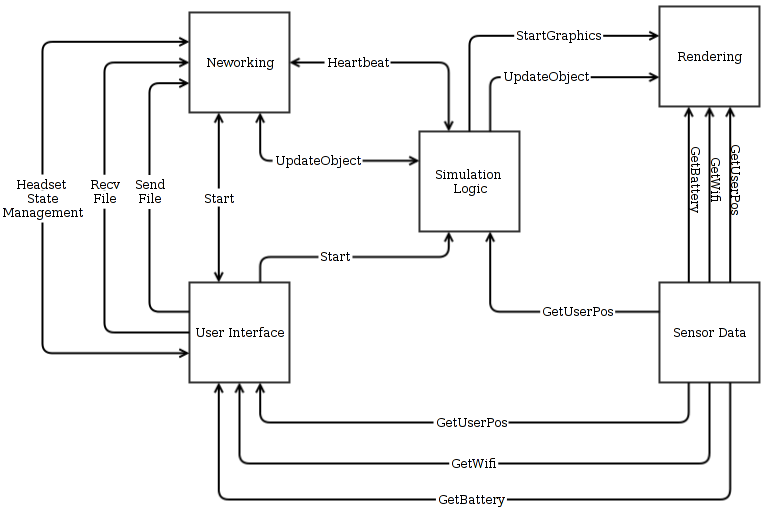 StartGraphics
Neworking
Heartbeat
Rendering
UpdateObject
UpdateObject
Simulation
Logic
Headset
State
Management
Recv
File
Send
File
Start
GetBattery
GetWifi
GetUserPos
Start
GetUserPos
User Interface
Sensor Data
GetUserPos
GetWifi
GetBattery